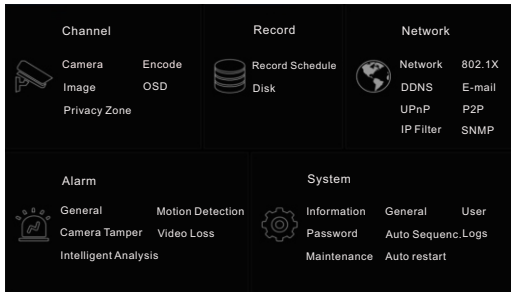 Channel
Camera Encode
Image OSD
Privacy Zone
Record
Record Schedule
Disk
Network
Network 802.1X
DDNS E-mail
UPnP P2P
IP Filter SNMP
Alarm
General Motion Detection
Camera Tamper Video Loss
Intelligent Analysis
System
Information General User
Password Auto Sequenc. Logs
Maintenance Auto restart